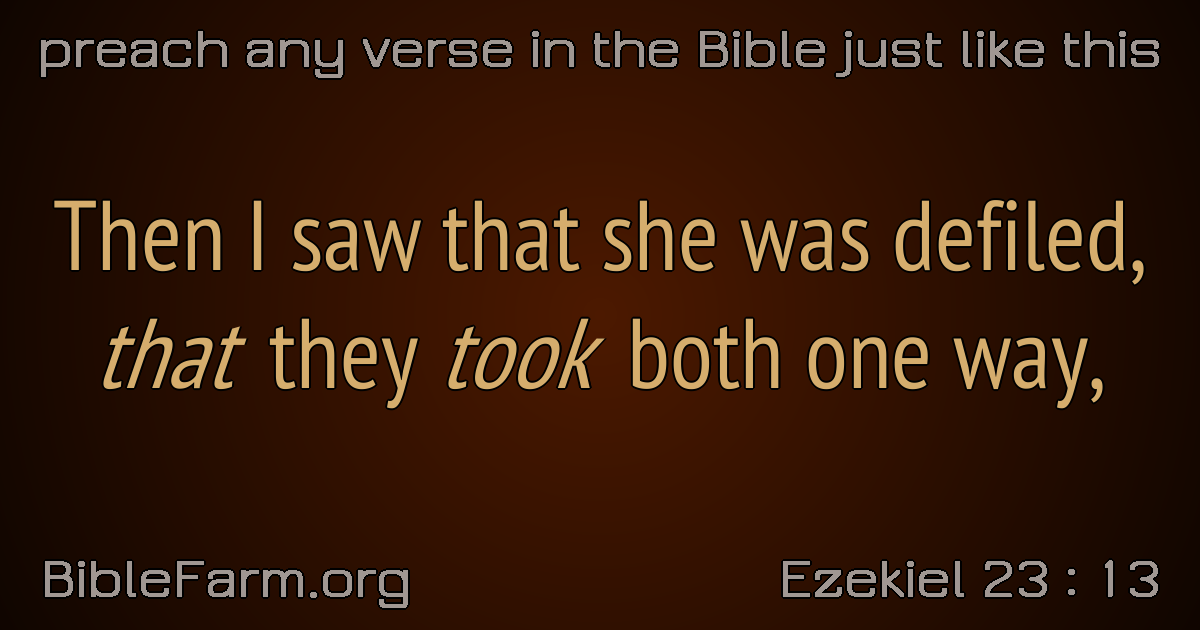 preach any verse in the Bible just like this
Then I saw that she was defiled,
that they took both one way,
BibleFarm.org
Ezekiel 23 : 13